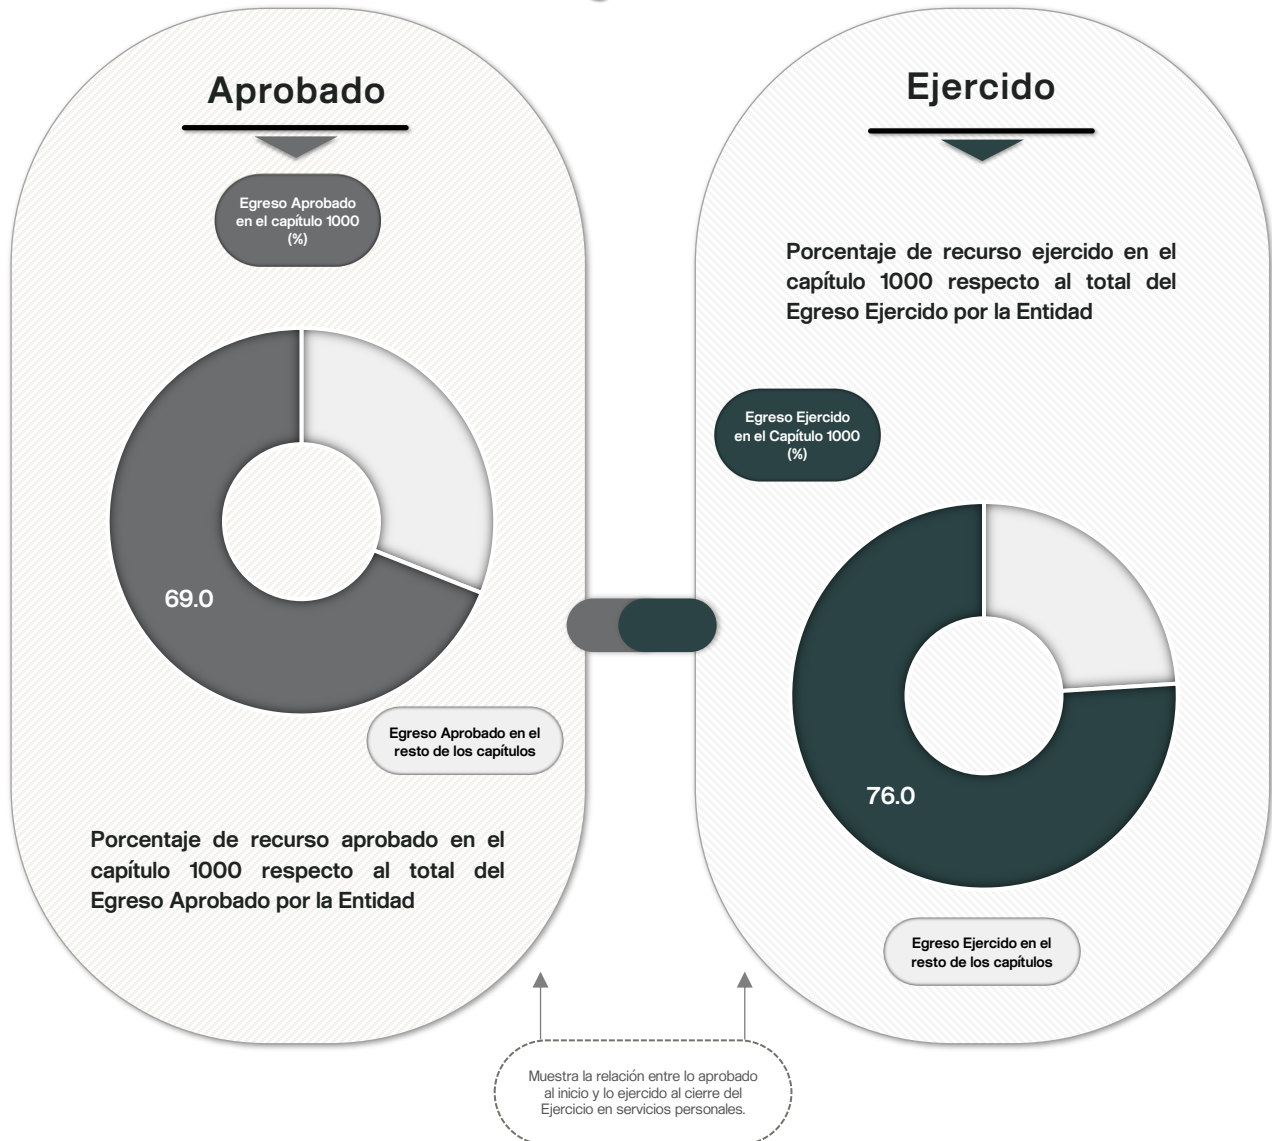 Aprobado
Egreso Aprobado
en el capítulo 1000
(%)
69.0
Egreso Aprobado en el
resto de los capítulos
Porcentaje de recurso aprobado en el
capítulo 1000 respecto al total del
Egreso Aprobado por la Entidad
Ejercido
Porcentaje de recurso ejercido en el
capítulo 1000 respecto al total del
Egreso Ejercido por la Entidad
Egreso Ejercido
en el Capítulo 1000
(%)
76.0
Egreso Ejercido en el
resto de los capítulos
Muestra la relación entre lo aprobado
al inicio y lo ejercido al cierre del
Ejercicio en servicios personales.